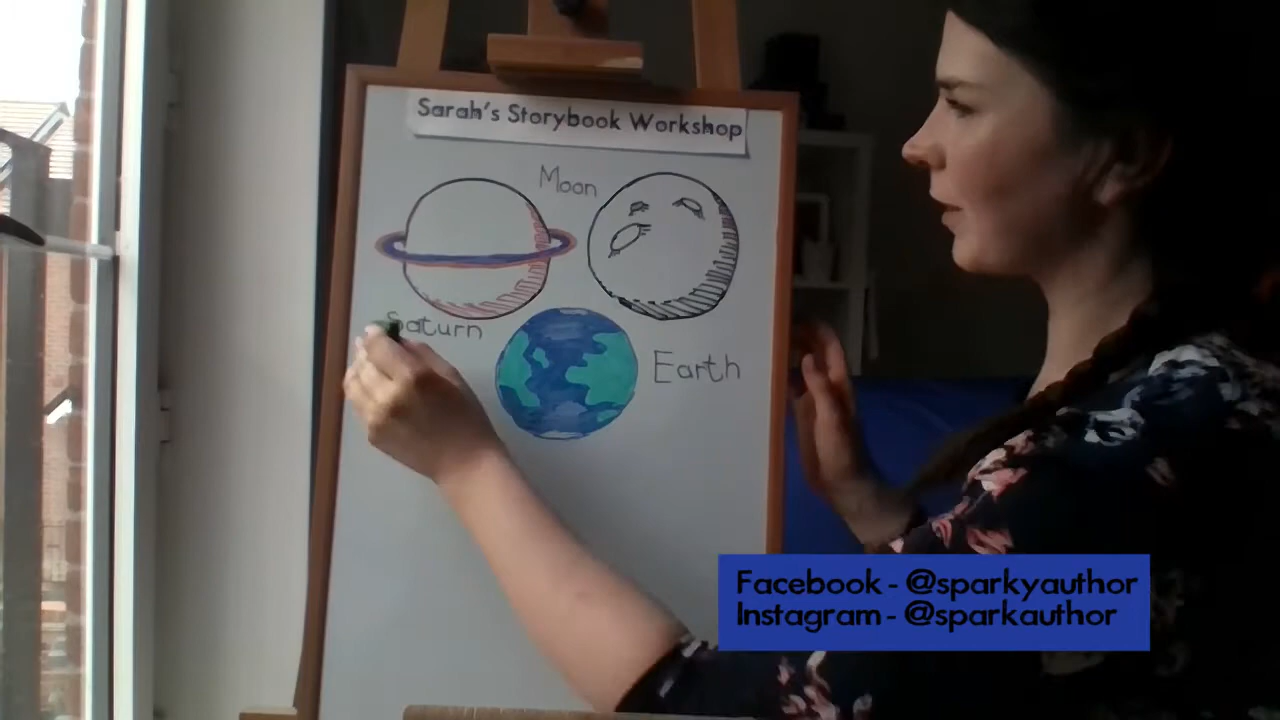 Sarah's Storybook Workshop
Moon
Saturn
Earth
Facebook - @sparkyauthor
Instagram - @sparkauthor